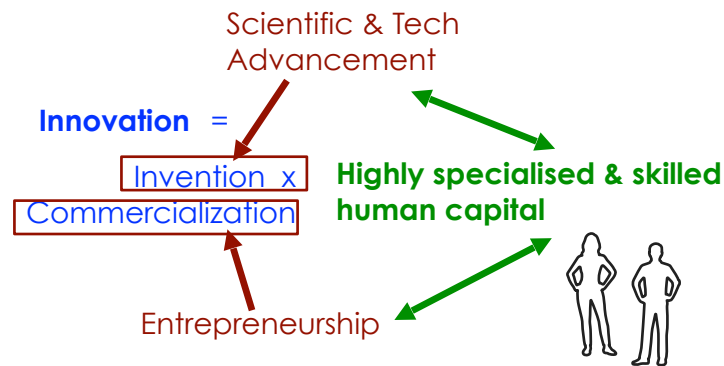 Scientific & Tech
Advancement
Innovation =
Invention x
Commercialization
Highly specialised & skilled
human capital
Entrepreneurship